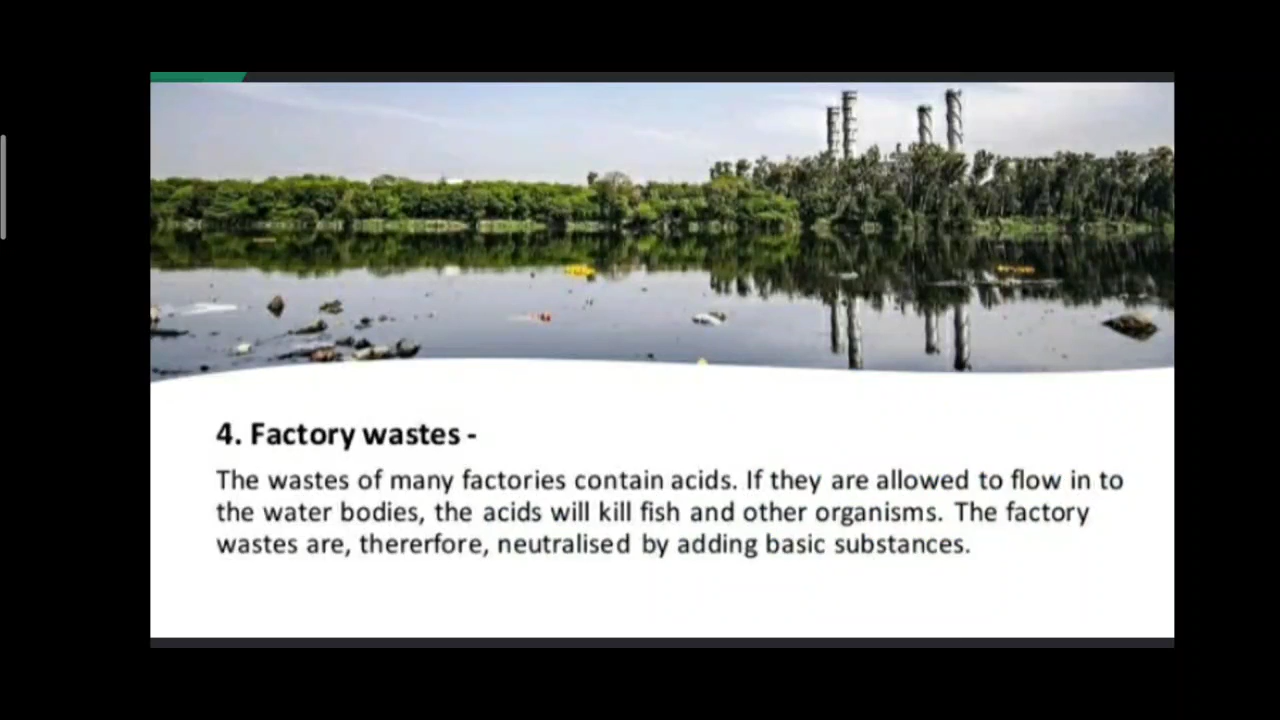 4. Factory wastes -
The wastes of many factories contain acids. If they are allowed to flow in to
the water bodies, the acids will kill fish and other organisms. The factory
wastes are, thererfore, neutralised by adding basic substances.